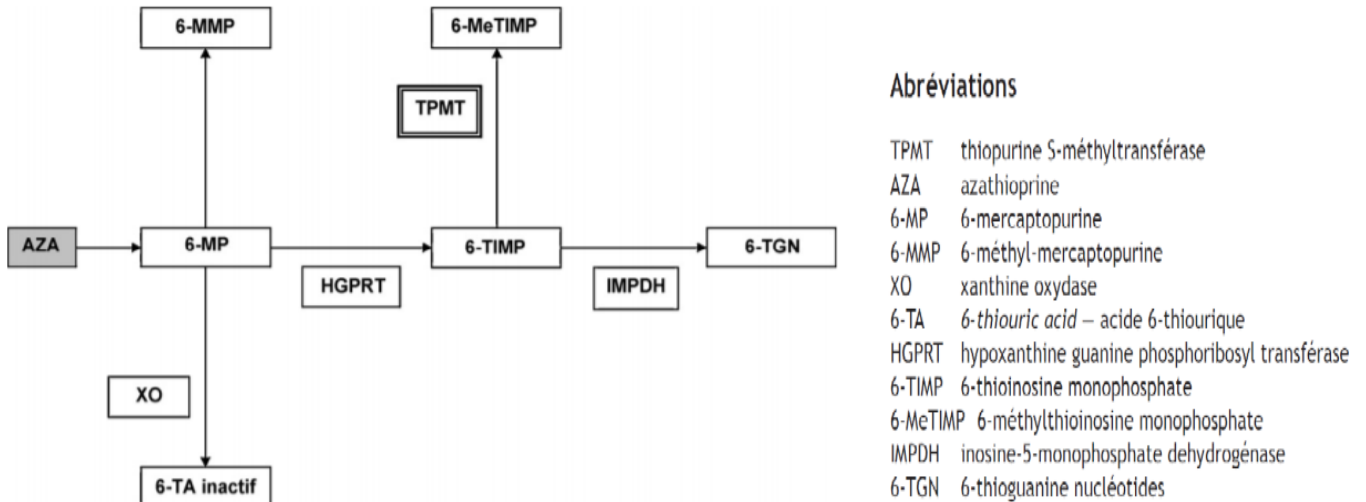 6-MMP
6-MeTIMP
TPMT
AZA
6-MP
6-TIMP
6-TGN
HGPRT
IMPDH
XO
6-TA inactif
Abréviations
TPMT thiopurine S-méthyltransférase
AZA azathioprine
6-MP 6-mercaptopurine
6-MMP 6-méthyl-mercaptopurine
XO xanthine oxydase
6-TA 6-thiouric acid – acide 6-thiourique
HGPRT hypoxanthine guanine phosphoribosyl transférase
6-TIMP 6-thioinosine monophosphate
6-MeTIMP 6-méthylthioinosine monophosphate
IMPDH inosine-5-monophosphate dehydrogénase
6-TGN 6-thioguanine nucléotides